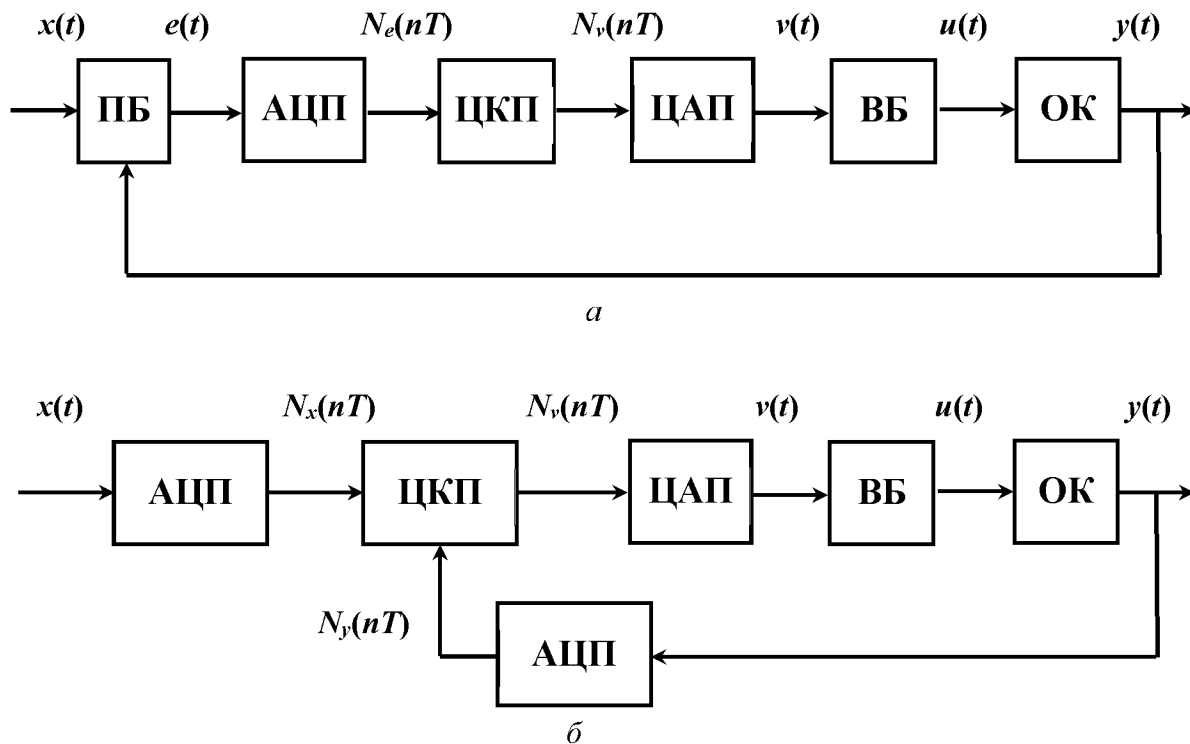 x(t) e(t) Ne(nT) Nv(nT) v(t) u(t) y(t)
ПБ АЦП ЦКП ЦАП ВБ ОК
а
x(t) Nx(nT) Nv(nT) v(t) u(t) y(t)
АЦП ЦКП ЦАП ВБ ОК
Ny(nT)
АЦП
б